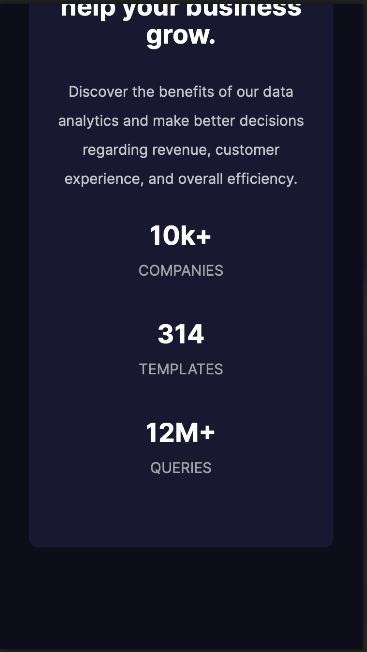 help your business
grow.
Discover the benefits of our data
analytics and make better decisions
regarding revenue, customer
experience, and overall efficiency.
10k+
COMPANIES
314
TEMPLATES
12M+
QUERIES